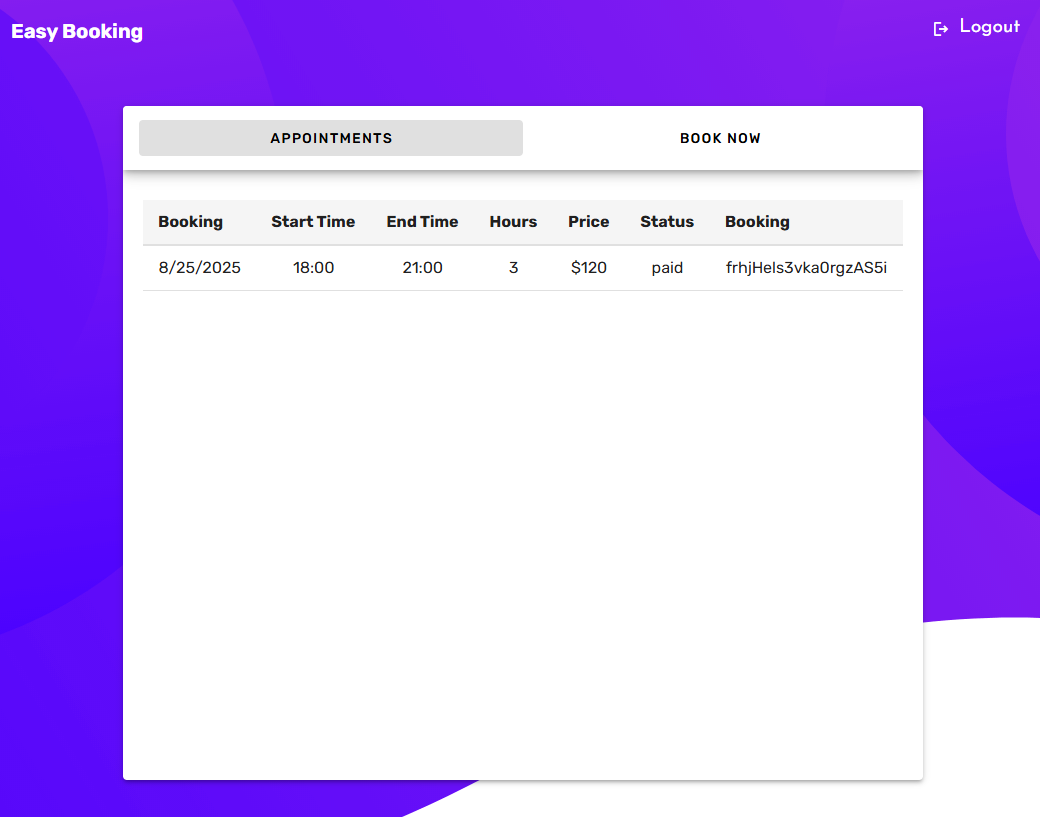 Easy Booking
Logout
APPOINTMENTS BOOK NOW
Booking Start Time End Time Hours Price Status Booking
8/25/2025 18:00 21:00 3 $120 paid frhjHels3vka0rgzAS5i